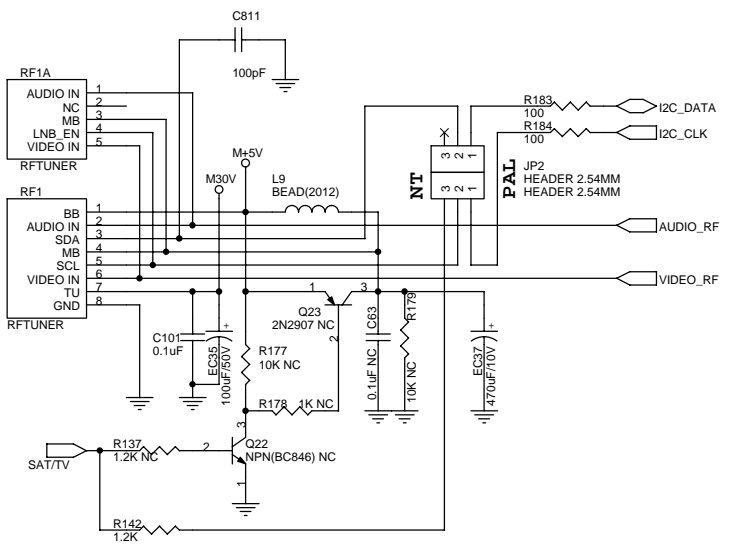 C811
100pF
RF1A
AUDIO IN 1
NC 2
MB 3
LNB_EN 4
VIDEO IN 5
RFTUNER
R183
100
I2C_DATA
R184
100
I2C_CLK
3 2 1
3 2 1
NT
PAL
JP2
HEADER 2.54MM
HEADER 2.54MM
M+5V
M30V
L9
BEAD(2012)
RF1
BB 1
AUDIO IN 2
SDA 3
MB 4
SCL 5
VIDEO IN 6
TU 7
GND 8
RFTUNER
AUDIO_RF
VIDEO_RF
1
3
2
Q23
2N2907 NC
C101
0.1uF
EC35
100uF/50V
+
R177
10K NC
C63
0.1uF NC
R179
10K NC
EC37
470uF/10V
+
R178 1K NC
SAT/TV
R137
1.2K NC
2
3
1
Q22
NPN(BC846) NC
R142
1.2K